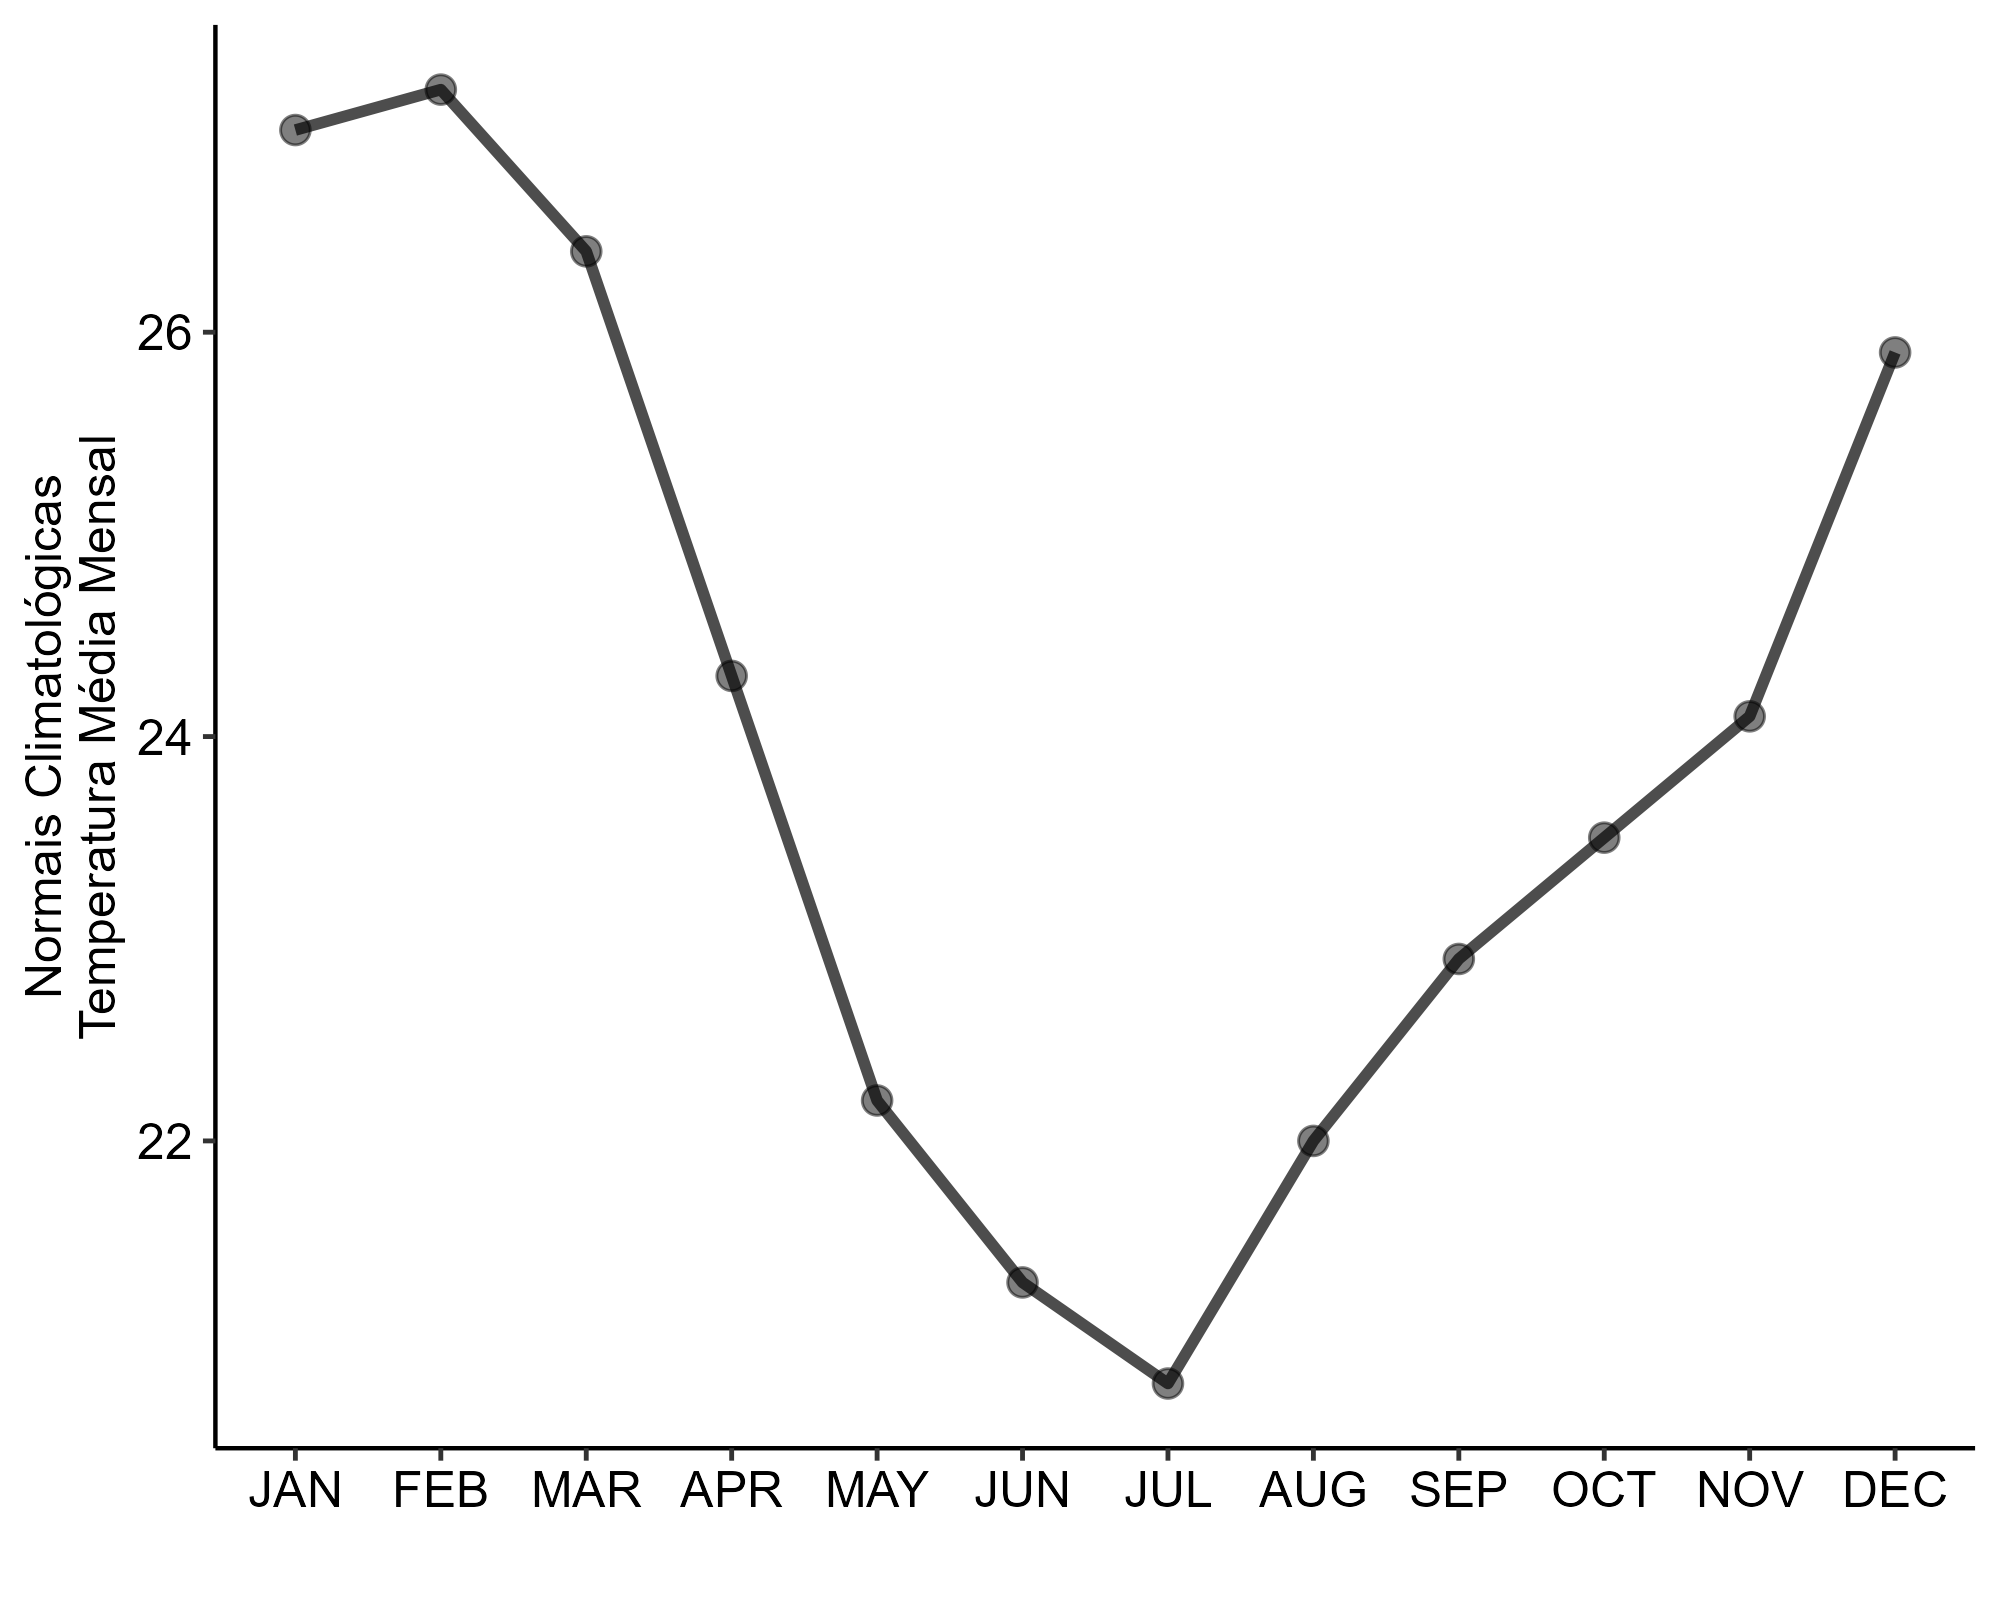 Normais Climatológicas
Temperatura Média Mensal
26
24
22
JAN FEB MAR APR MAY JUN JUL AUG SEP OCT NOV DEC